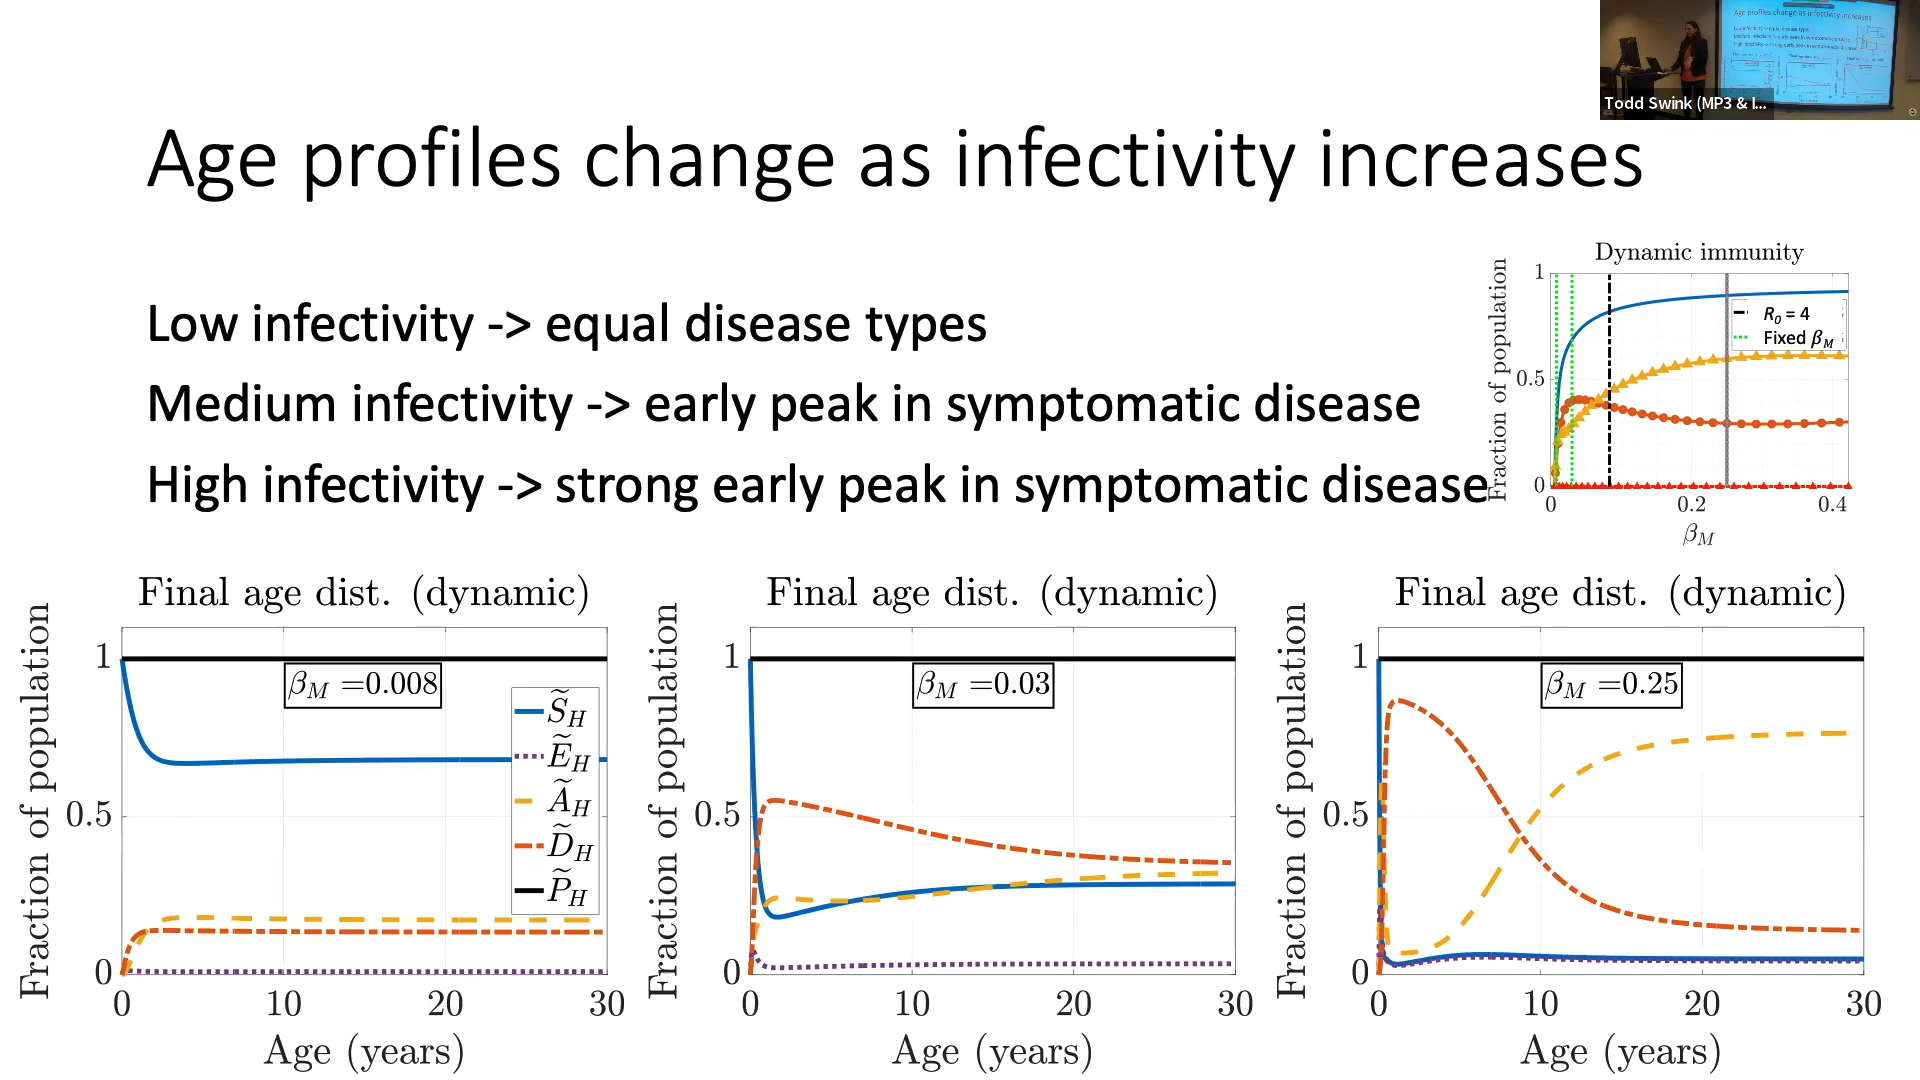 Todd Swink (MP3 & I...
Age profiles change as infectivity increases
Low infectivity -> equal disease types
Medium infectivity -> early peak in symptomatic disease
High infectivity -> strong early peak in symptomatic disease
Dynamic immunity
Fraction of population
1
0.5
0
0 0.2 0.4
β_M
R_0 = 4
Fixed β_M
Final age dist. (dynamic)
Fraction of population
1
0.5
0
β_M =0.008
S̃_H
Ẽ_H
Ã_H
D̃_H
P̃_H
0 10 20 30
Age (years)
Final age dist. (dynamic)
Fraction of population
1
0.5
0
β_M =0.03
0 10 20 30
Age (years)
Final age dist. (dynamic)
Fraction of population
1
0.5
0
β_M =0.25
0 10 20 30
Age (years)